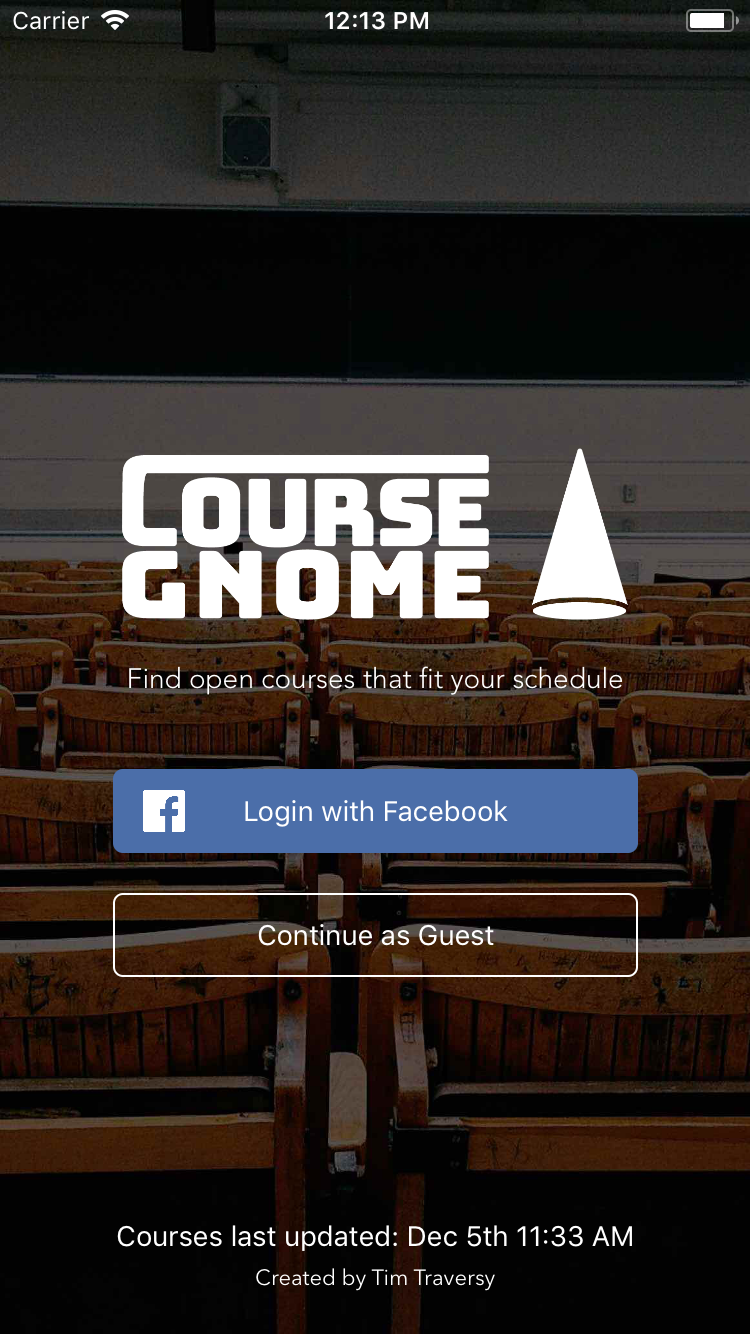 Carrier 12:13 PM
COURSE
GNOME
Find open courses that fit your schedule
Login with Facebook
Continue as Guest
Courses last updated: Dec 5th 11:33 AM
Created by Tim Traversy